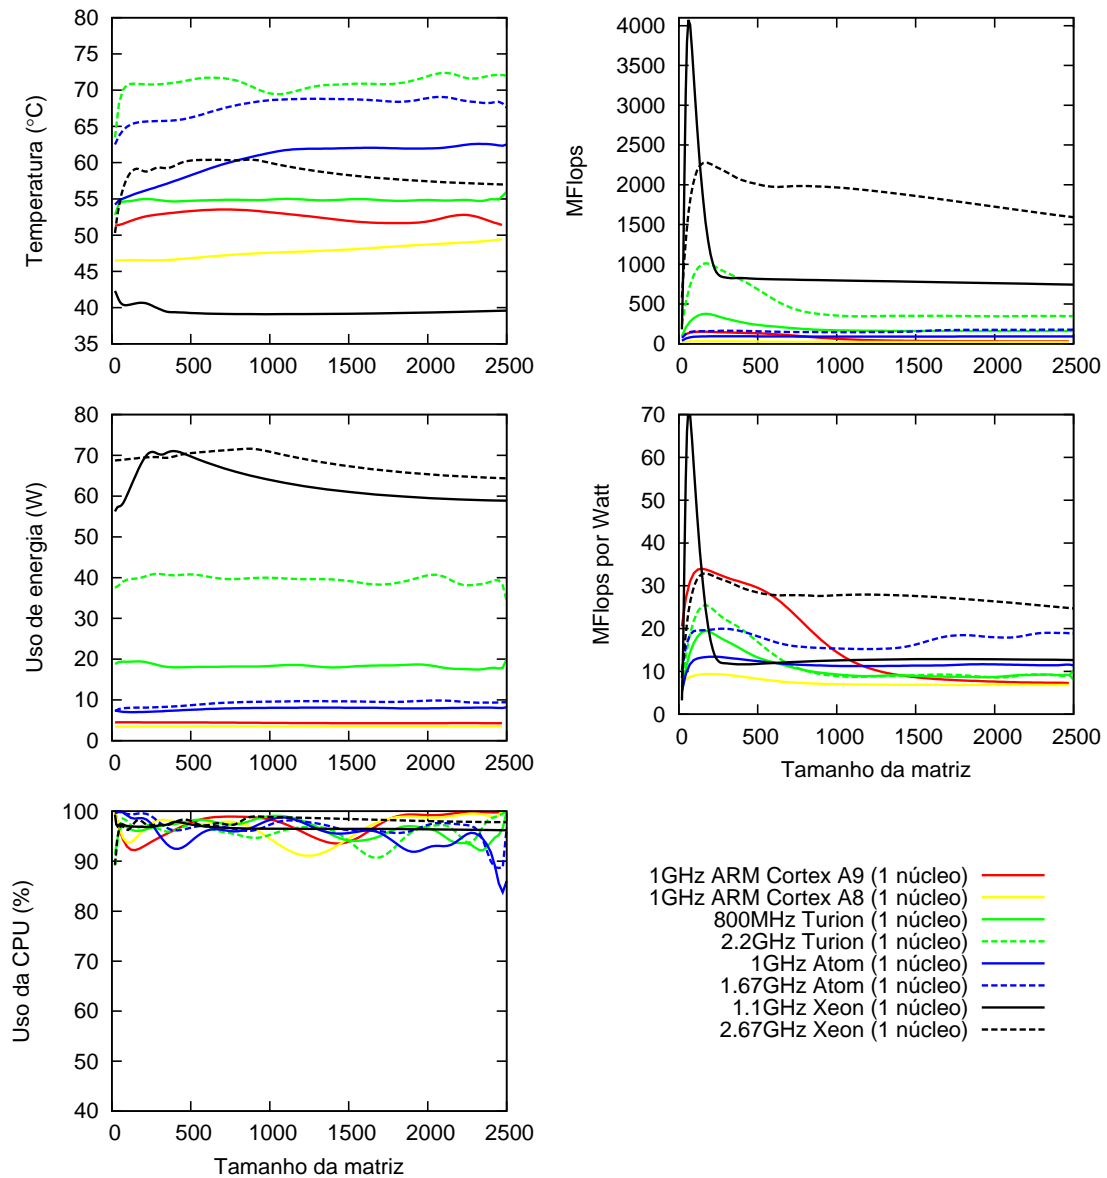 80
75
70
65
60
55
50
45
40
35
Temperatura (°C)
0 500 1000 1500 2000 2500
4000
3500
3000
2500
2000
1500
1000
500
0
MFlops
0 500 1000 1500 2000 2500
80
70
60
50
40
30
20
10
0
Uso de energia (W)
0 500 1000 1500 2000 2500
70
60
50
40
30
20
10
0
MFlops por Watt
0 500 1000 1500 2000 2500
Tamanho da matriz
100
90
80
70
60
50
40
Uso da CPU (%)
0 500 1000 1500 2000 2500
Tamanho da matriz
1GHz ARM Cortex A9 (1 núcleo)
1GHz ARM Cortex A8 (1 núcleo)
800MHz Turion (1 núcleo)
2.2GHz Turion (1 núcleo)
1GHz Atom (1 núcleo)
1.67GHz Atom (1 núcleo)
1.1GHz Xeon (1 núcleo)
2.67GHz Xeon (1 núcleo)